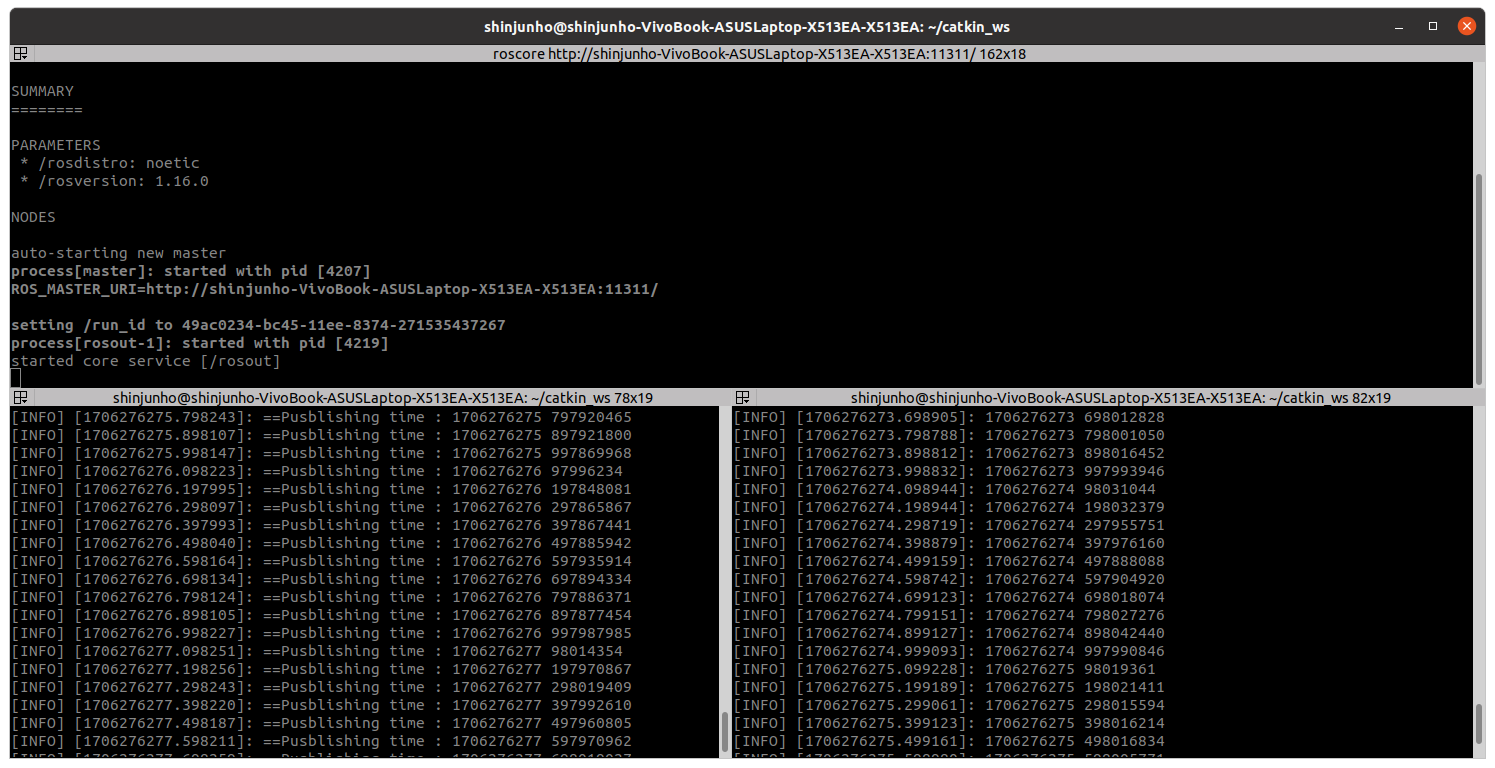 shinjunho@shinjunho-VivoBook-ASUSLaptop-X513EA-X513EA: ~/catkin_ws
roscore http://shinjunho-VivoBook-ASUSLaptop-X513EA-X513EA:11311/ 162x18
SUMMARY
========
PARAMETERS
* /rosdistro: noetic
* /rosversion: 1.16.0
NODES
auto-starting new master
process[master]: started with pid [4207]
ROS_MASTER_URI=http://shinjunho-VivoBook-ASUSLaptop-X513EA-X513EA:11311/
setting /run_id to 49ac0234-bc45-11ee-8374-271535437267
process[rosout-1]: started with pid [4219]
started core service [/rosout]
shinjunho@shinjunho-VivoBook-ASUSLaptop-X513EA-X513EA: ~/catkin_ws 78x19
[INFO] [1706276275.798243]: ==Pusblishing time : 1706276275 797920465
[INFO] [1706276275.898107]: ==Pusblishing time : 1706276275 897921800
[INFO] [1706276275.998147]: ==Pusblishing time : 1706276275 997869968
[INFO] [1706276276.098223]: ==Pusblishing time : 1706276276 97996234
[INFO] [1706276276.197995]: ==Pusblishing time : 1706276276 197848081
[INFO] [1706276276.298097]: ==Pusblishing time : 1706276276 297865867
[INFO] [1706276276.397993]: ==Pusblishing time : 1706276276 397867441
[INFO] [1706276276.498040]: ==Pusblishing time : 1706276276 497885942
[INFO] [1706276276.598164]: ==Pusblishing time : 1706276276 597935914
[INFO] [1706276276.698134]: ==Pusblishing time : 1706276276 697894334
[INFO] [1706276276.798124]: ==Pusblishing time : 1706276276 797886371
[INFO] [1706276276.898105]: ==Pusblishing time : 1706276276 897877454
[INFO] [1706276276.998227]: ==Pusblishing time : 1706276276 997987985
[INFO] [1706276277.098251]: ==Pusblishing time : 1706276277 98014354
[INFO] [1706276277.198256]: ==Pusblishing time : 1706276277 197970867
[INFO] [1706276277.298243]: ==Pusblishing time : 1706276277 298019409
[INFO] [1706276277.398220]: ==Pusblishing time : 1706276277 397992610
[INFO] [1706276277.498187]: ==Pusblishing time : 1706276277 497960805
[INFO] [1706276277.598211]: ==Pusblishing time : 1706276277 597970962
shinjunho@shinjunho-VivoBook-ASUSLaptop-X513EA-X513EA: ~/catkin_ws 82x19
[INFO] [1706276273.698905]: 1706276273 698012828
[INFO] [1706276273.798788]: 1706276273 798001050
[INFO] [1706276273.898812]: 1706276273 898016452
[INFO] [1706276273.998832]: 1706276273 997993946
[INFO] [1706276274.098944]: 1706276274 98031044
[INFO] [1706276274.198944]: 1706276274 198032379
[INFO] [1706276274.298719]: 1706276274 297955751
[INFO] [1706276274.398879]: 1706276274 397976160
[INFO] [1706276274.499159]: 1706276274 497888088
[INFO] [1706276274.598742]: 1706276274 597904920
[INFO] [1706276274.699123]: 1706276274 698018074
[INFO] [1706276274.799151]: 1706276274 798027276
[INFO] [1706276274.899127]: 1706276274 898042440
[INFO] [1706276274.999093]: 1706276274 997990846
[INFO] [1706276275.099228]: 1706276275 98019361
[INFO] [1706276275.199189]: 1706276275 198021411
[INFO] [1706276275.299061]: 1706276275 298015594
[INFO] [1706276275.399123]: 1706276275 398016214
[INFO] [1706276275.499161]: 1706276275 498016834